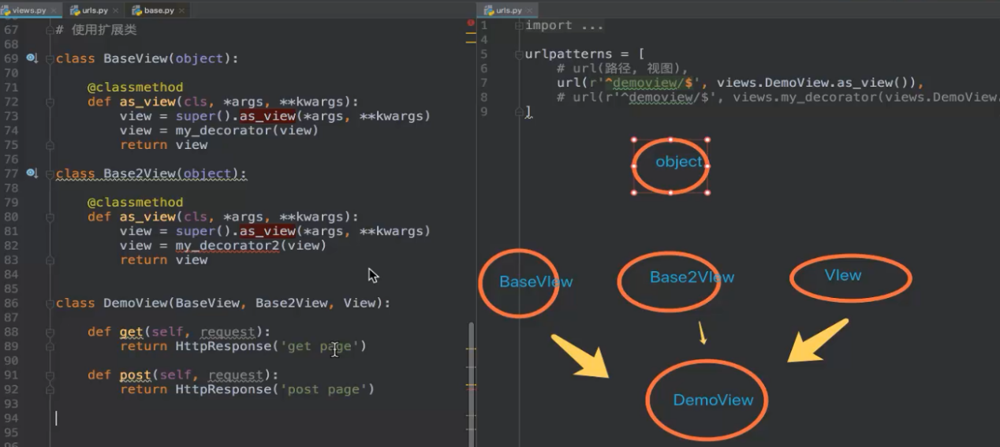 views.py
urls.py
base.py
67 # 使用扩展类
68
69 class BaseView(object):
70
71 @classmethod
72 def as_view(cls, *args, **kwargs):
73 view = super().as_view(*args, **kwargs)
74 view = my_decorator(view)
75 return view
76
77 class Base2View(object):
78
79 @classmethod
80 def as_view(cls, *args, **kwargs):
81 view = super().as_view(*args, **kwargs)
82 view = my_decorator2(view)
83 return view
84
85
86 class DemoView(BaseView, Base2View, View):
87
88 def get(self, request):
89 return HttpResponse('get page')
90
91 def post(self, request):
92 return HttpResponse('post page')
93
94
95
urls.py
1 import ...
4
5 urlpatterns = [
6 # url(路径, 视图),
7 url(r'^demoview/$', views.DemoView.as_view()),
8 # url(r'^demoview/$', views.my_decorator(views.DemoView.
9 ]
object
BaseVIew
Base2VIew
VIew
DemoView